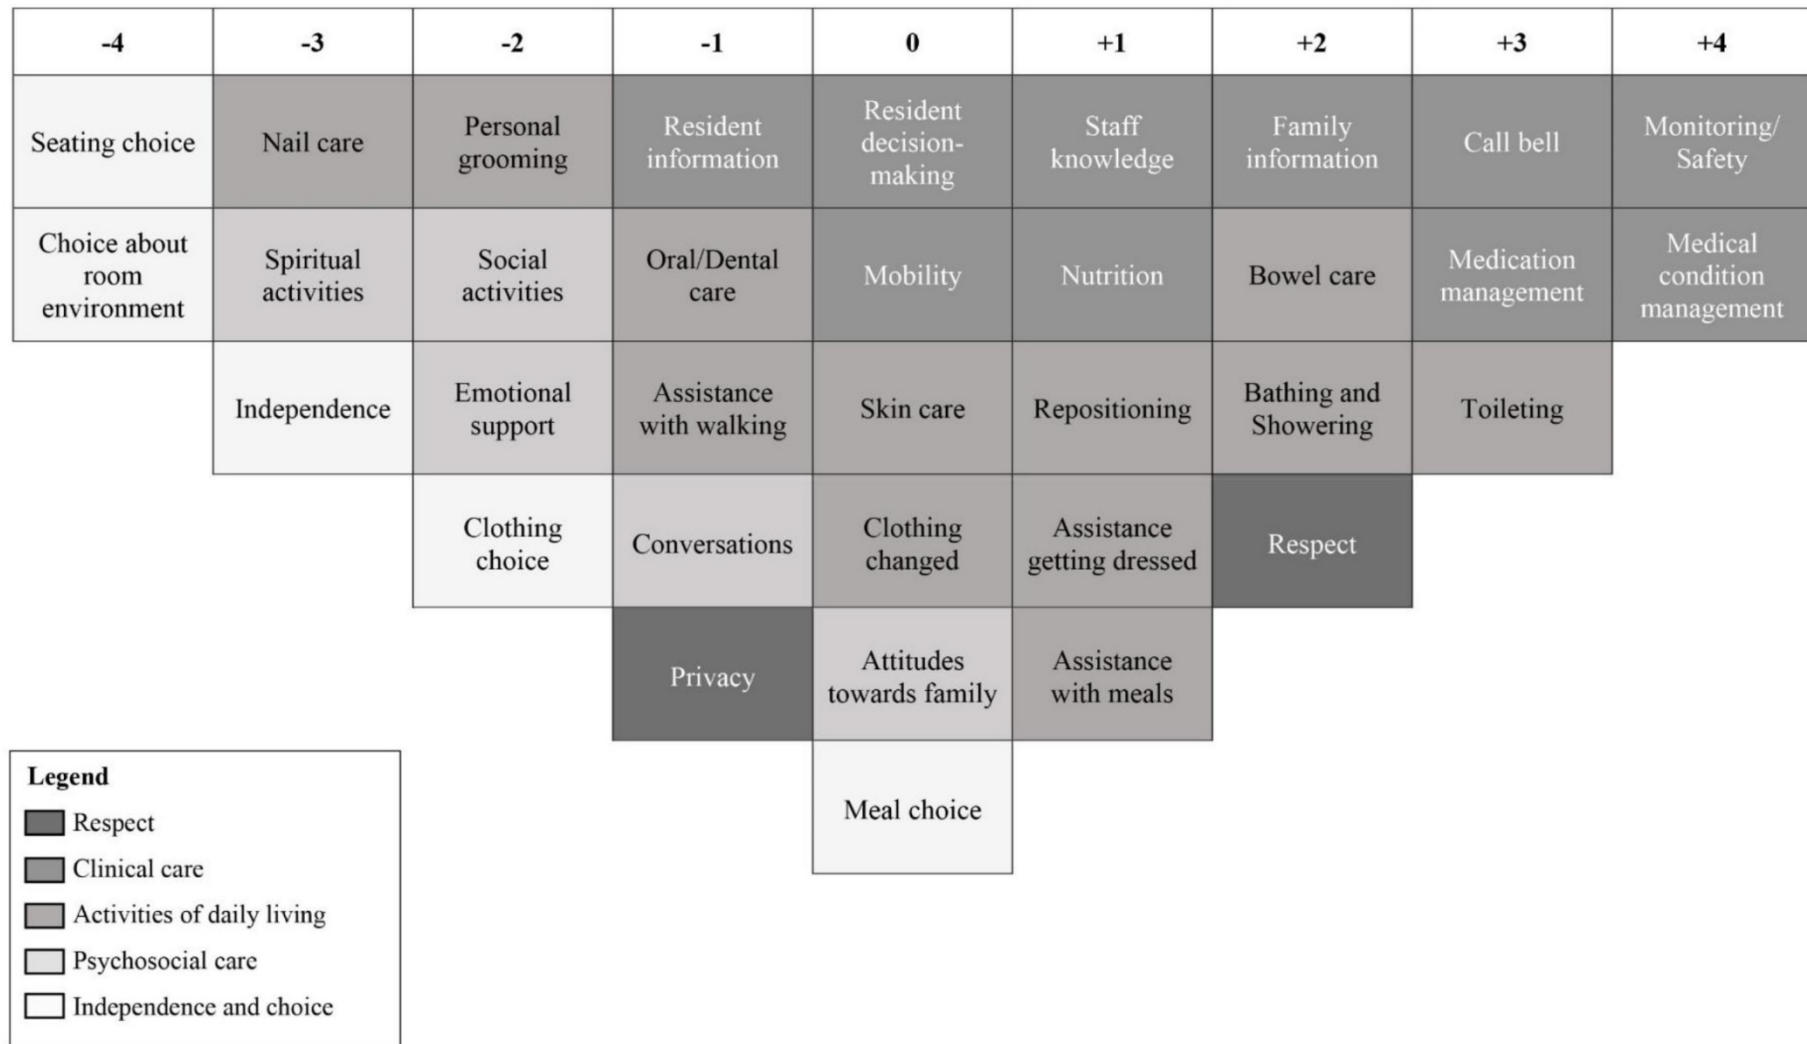 -4 -3 -2 -1 0 +1 +2 +3 +4
Seating choice
Nail care
Personal
grooming
Resident
information
Resident
decision-
making
Staff
knowledge
Family
information
Call bell
Monitoring/
Safety
Choice about
room
environment
Spiritual
activities
Social
activities
Oral/Dental
care
Mobility
Nutrition
Bowel care
Medication
management
Medical
condition
management
Independence
Emotional
support
Assistance
with walking
Skin care
Repositioning
Bathing and
Showering
Toileting
Clothing
choice
Conversations
Clothing
changed
Assistance
getting dressed
Respect
Privacy
Attitudes
towards family
Assistance
with meals
Meal choice
Legend
Respect
Clinical care
Activities of daily living
Psychosocial care
Independence and choice